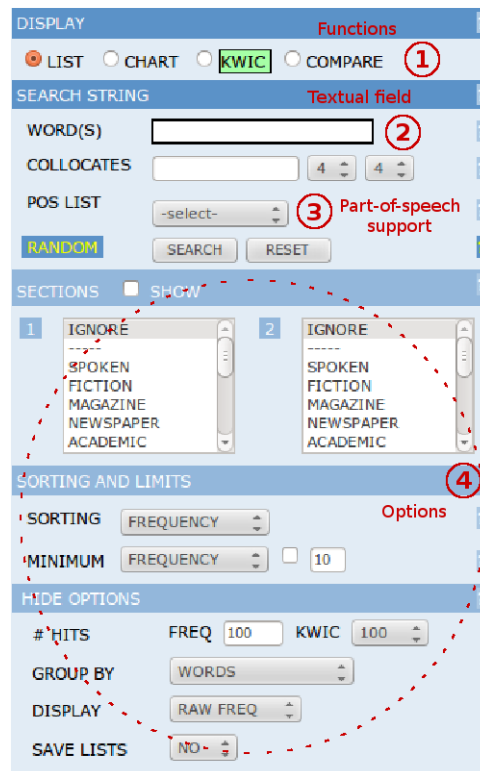 DISPLAY Functions
LIST CHART KWIC COMPARE 1
SEARCH STRING Textual field
WORD(S) 2
COLLOCATES 4 4
POS LIST -select- 3 Part-of-speech
support
RANDOM SEARCH RESET
SECTIONS SHOW
1 IGNORE 2 IGNORE
----- -----
SPOKEN SPOKEN
FICTION FICTION
MAGAZINE MAGAZINE
NEWSPAPER NEWSPAPER
ACADEMIC ACADEMIC
SORTING AND LIMITS 4
SORTING FREQUENCY Options
MINIMUM FREQUENCY 10
HIDE OPTIONS
# HITS FREQ 100 KWIC 100
GROUP BY WORDS
DISPLAY RAW FREQ
SAVE LISTS NO